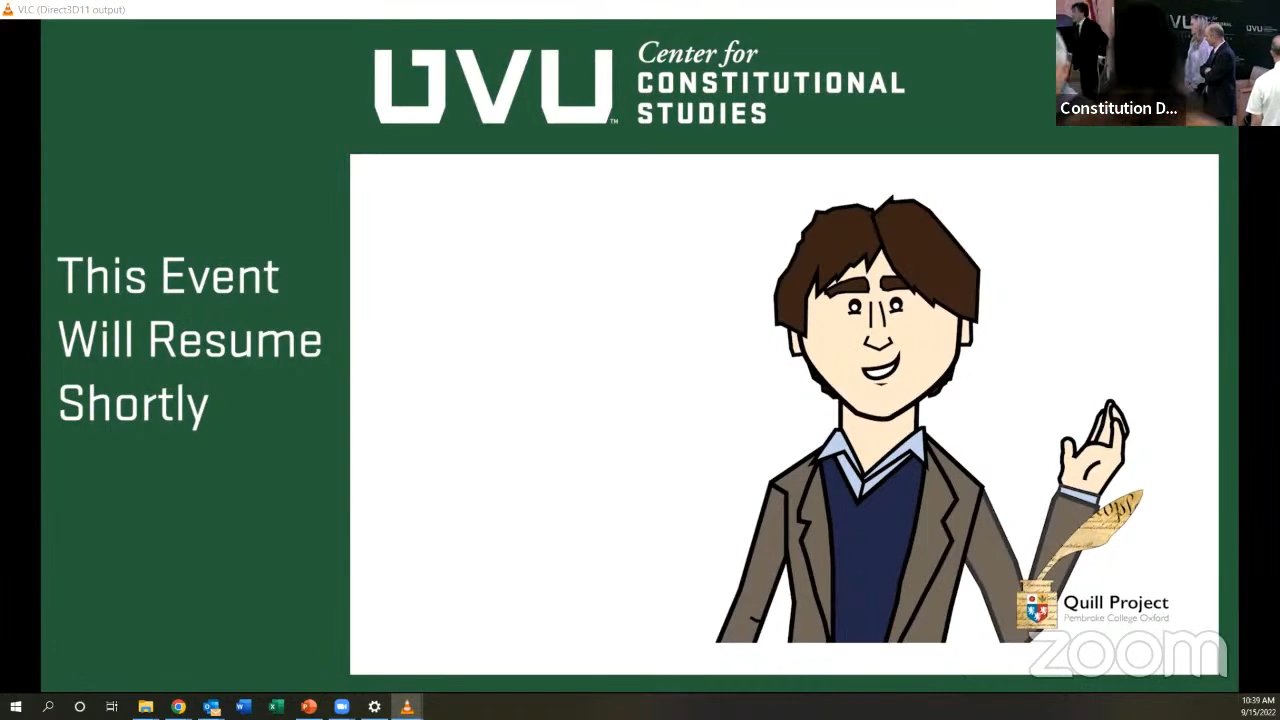 VLC (Direct3D11 output)
UVU
Center for
CONSTITUTIONAL
STUDIES
Constitution D...
This Event
Will Resume
Shortly
Quill Project
Pembroke College Oxford
zoom
10:39 AM
9/15/2022